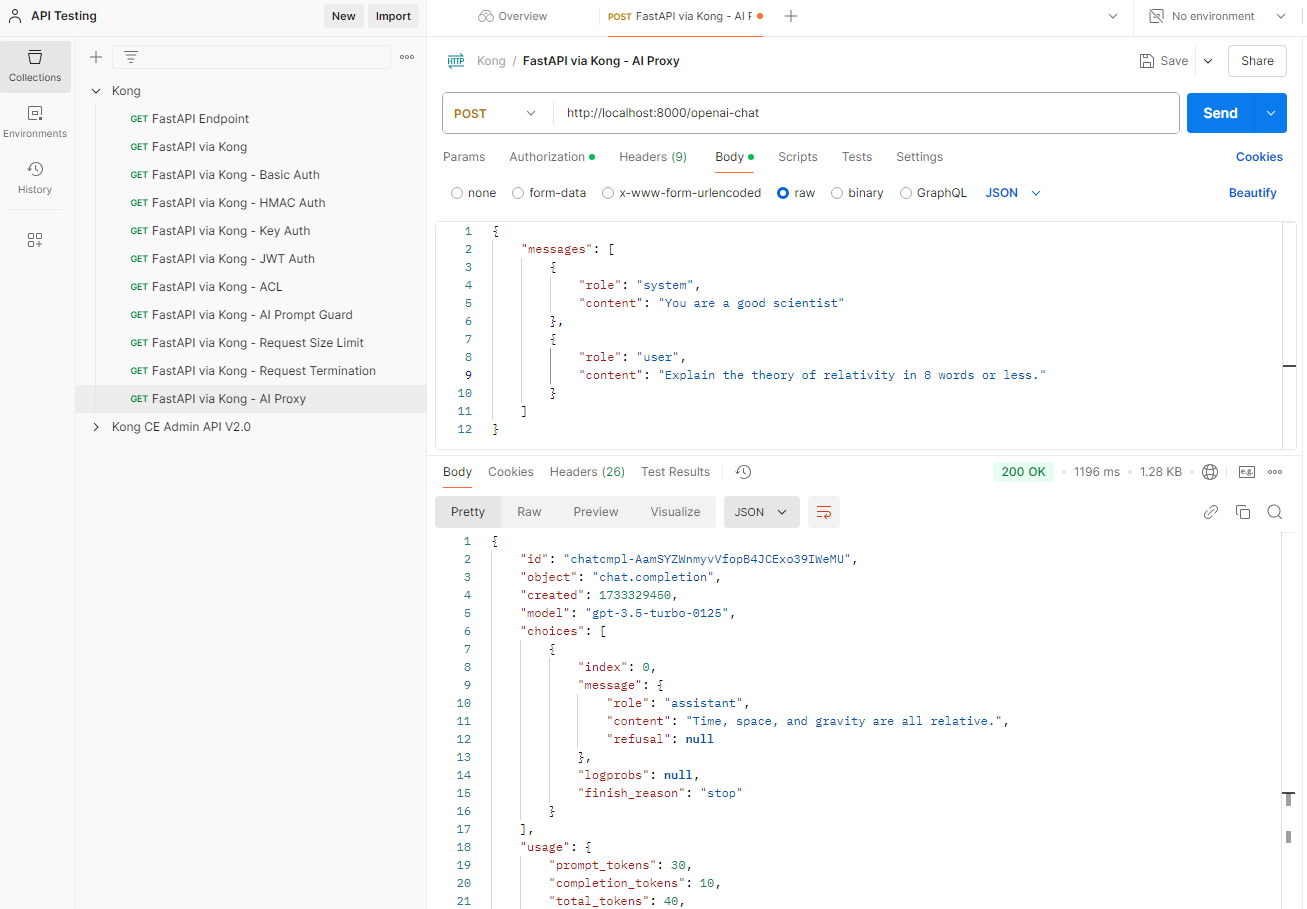 API Testing
New
Import
Overview
POST FastAPI via Kong - AI F
No environment
Collections
Environments
History
Kong
GET FastAPI Endpoint
GET FastAPI via Kong
GET FastAPI via Kong - Basic Auth
GET FastAPI via Kong - HMAC Auth
GET FastAPI via Kong - Key Auth
GET FastAPI via Kong - JWT Auth
GET FastAPI via Kong - ACL
GET FastAPI via Kong - AI Prompt Guard
GET FastAPI via Kong - Request Size Limit
GET FastAPI via Kong - Request Termination
GET FastAPI via Kong - AI Proxy
Kong CE Admin API V2.0
HTTP Kong / FastAPI via Kong - AI Proxy
Save
Share
POST http://localhost:8000/openai-chat
Send
Params Authorization Headers (9) Body Scripts Tests Settings Cookies
none form-data x-www-form-urlencoded raw binary GraphQL JSON Beautify
1 {
2 "messages": [
3 {
4 "role": "system",
5 "content": "You are a good scientist"
6 },
7 {
8 "role": "user",
9 "content": "Explain the theory of relativity in 8 words or less."
10 }
11 ]
12 }
Body Cookies Headers (26) Test Results 200 OK 1196 ms 1.28 KB e.g.
Pretty Raw Preview Visualize JSON
1 {
2 "id": "chatcmpl-AamSYZWnmyvVfopB4JCExo39IWeMU",
3 "object": "chat.completion",
4 "created": 1733329450,
5 "model": "gpt-3.5-turbo-0125",
6 "choices": [
7 {
8 "index": 0,
9 "message": {
10 "role": "assistant",
11 "content": "Time, space, and gravity are all relative.",
12 "refusal": null
13 },
14 "logprobs": null,
15 "finish_reason": "stop"
16 }
17 ],
18 "usage": {
19 "prompt_tokens": 30,
20 "completion_tokens": 10,
21 "total_tokens": 40,